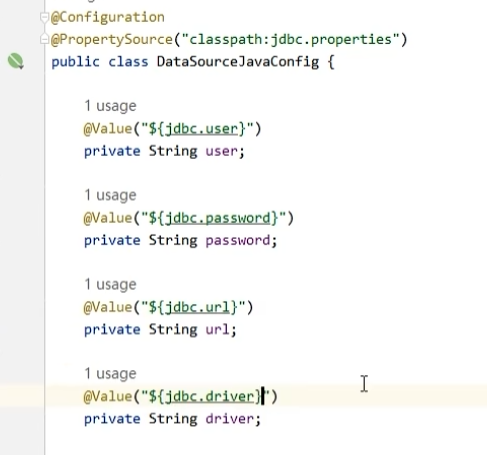 @Configuration
@PropertySource("classpath:jdbc.properties")
public class DataSourceJavaConfig {
1 usage
@Value("${jdbc.user}")
private String user;
1 usage
@Value("${jdbc.password}")
private String password;
1 usage
@Value("${jdbc.url}")
private String url;
1 usage
@Value("${jdbc.driver}")
private String driver;